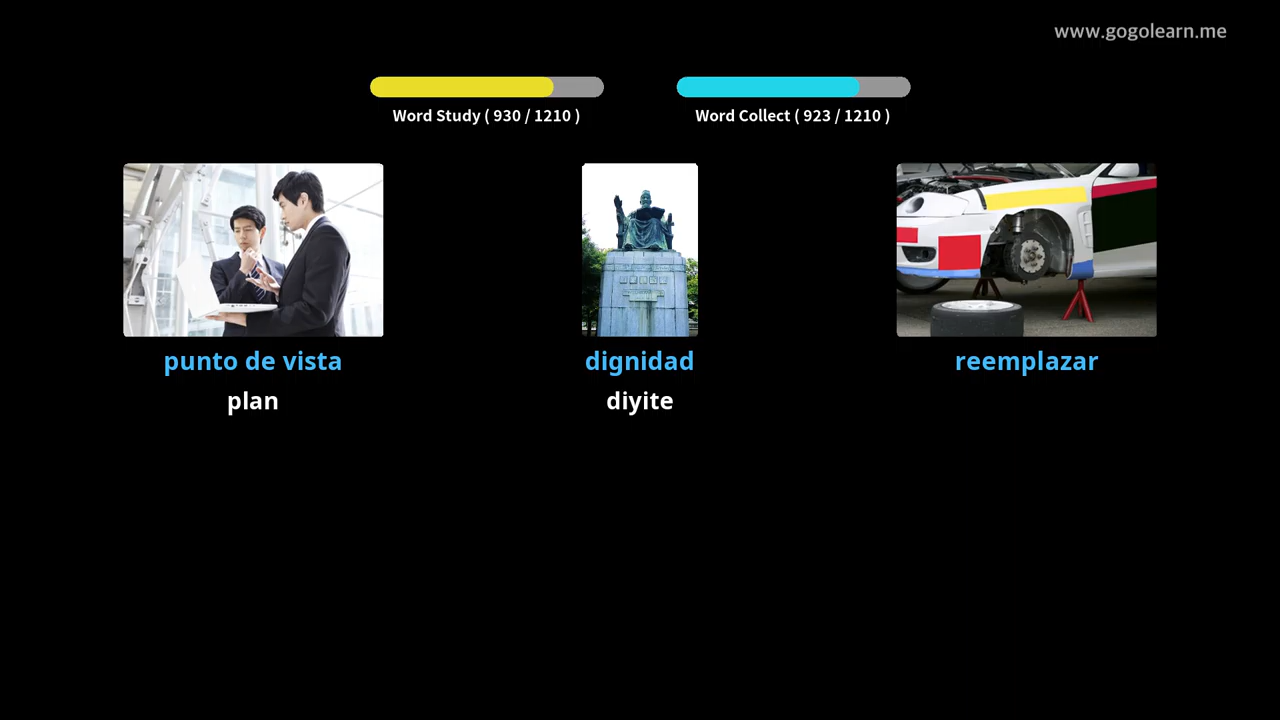 www.gogolearn.me
Word Study ( 930 / 1210 )
Word Collect ( 923 / 1210 )
punto de vista
dignidad
reemplazar
plan
diyite